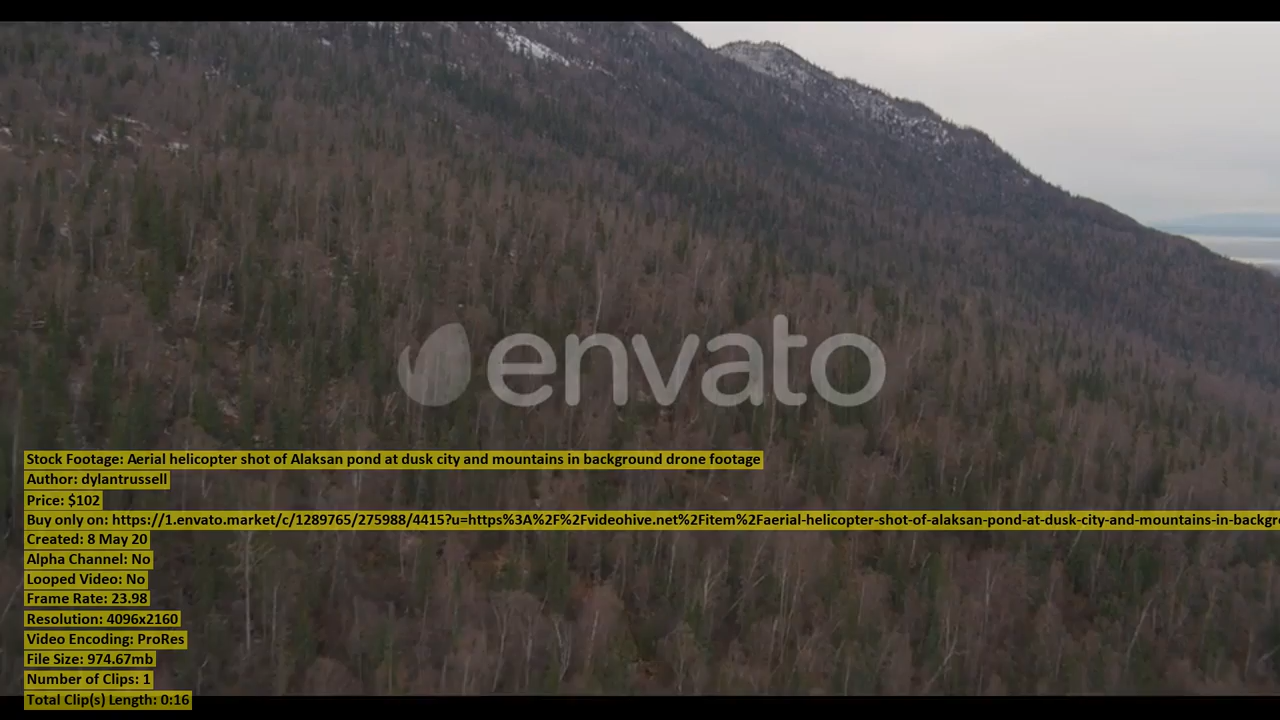 envato
Stock Footage: Aerial helicopter shot of Alaksan pond at dusk city and mountains in background drone footage
Author: dylantrussell
Price: $102
Buy only on: https://1.envato.market/c/1289765/275988/4415?u=https%3A%2F%2Fvideohive.net%2Fitem%2Faerial-helicopter-shot-of-alaksan-pond-at-dusk-city-and-mountains-in-backgro
Created: 8 May 20
Alpha Channel: No
Looped Video: No
Frame Rate: 23.98
Resolution: 4096x2160
Video Encoding: ProRes
File Size: 974.67mb
Number of Clips: 1
Total Clip(s) Length: 0:16